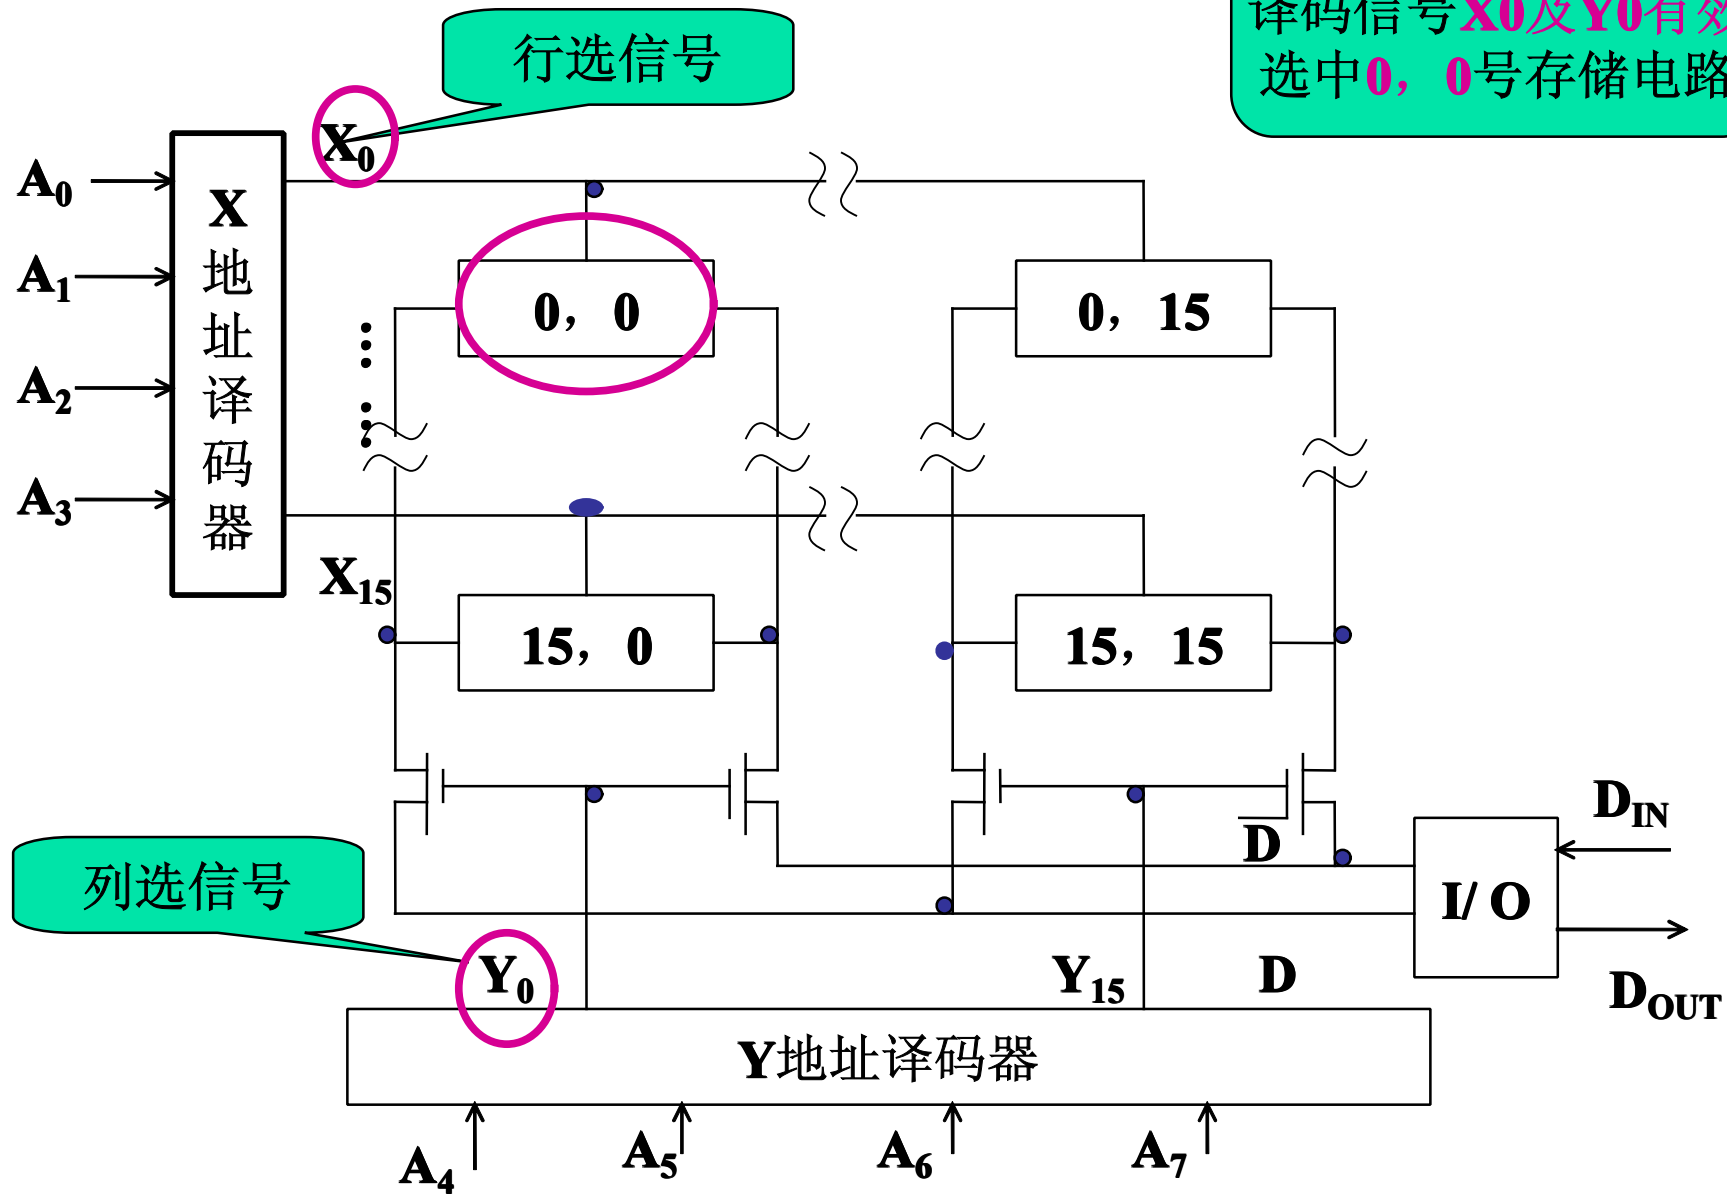 行选信号
译码信号X0及Y0有效
选中0，0号存储电路
X0
A0
A1
A2
A3
X
地
址
译
码
器
0，0
0，15
X15
15，0
15，15
D
DIN
I/O
DOUT
列选信号
Y0
Y15
D
Y地址译码器
A4
A5
A6
A7